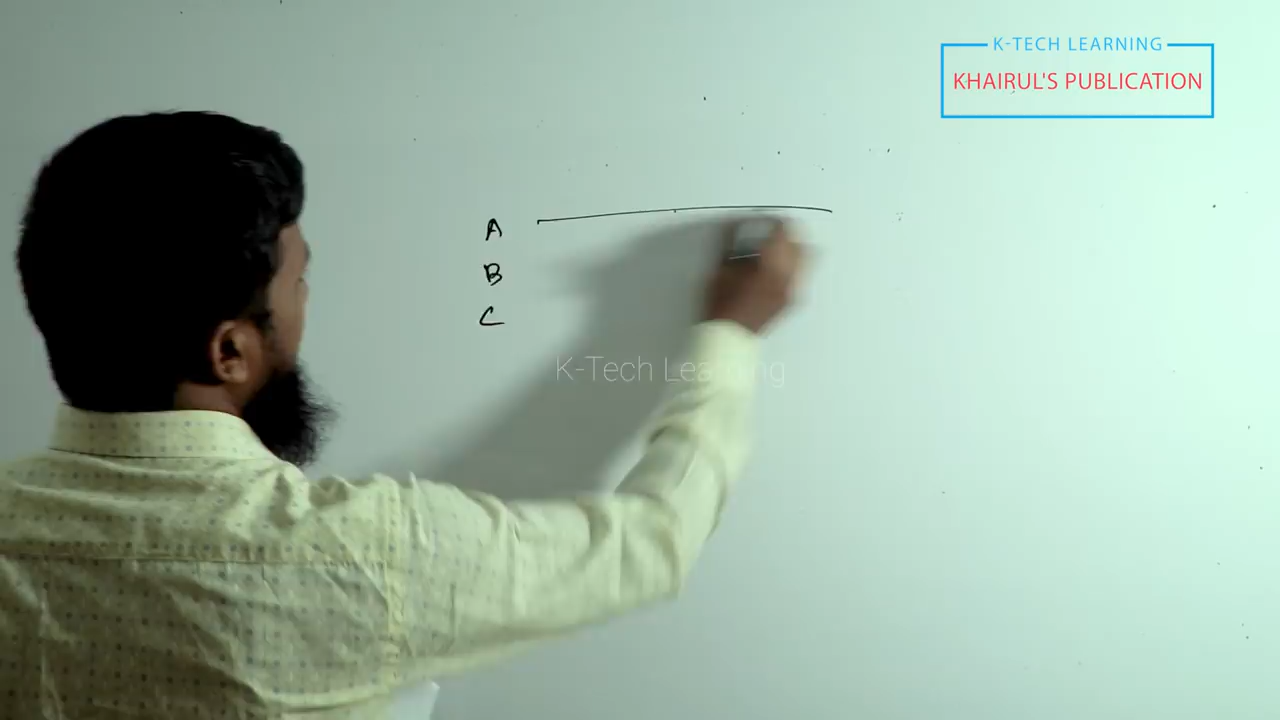 K-TECH LEARNING
KHAIRUL'S PUBLICATION
A
B
C
K-Tech Learning